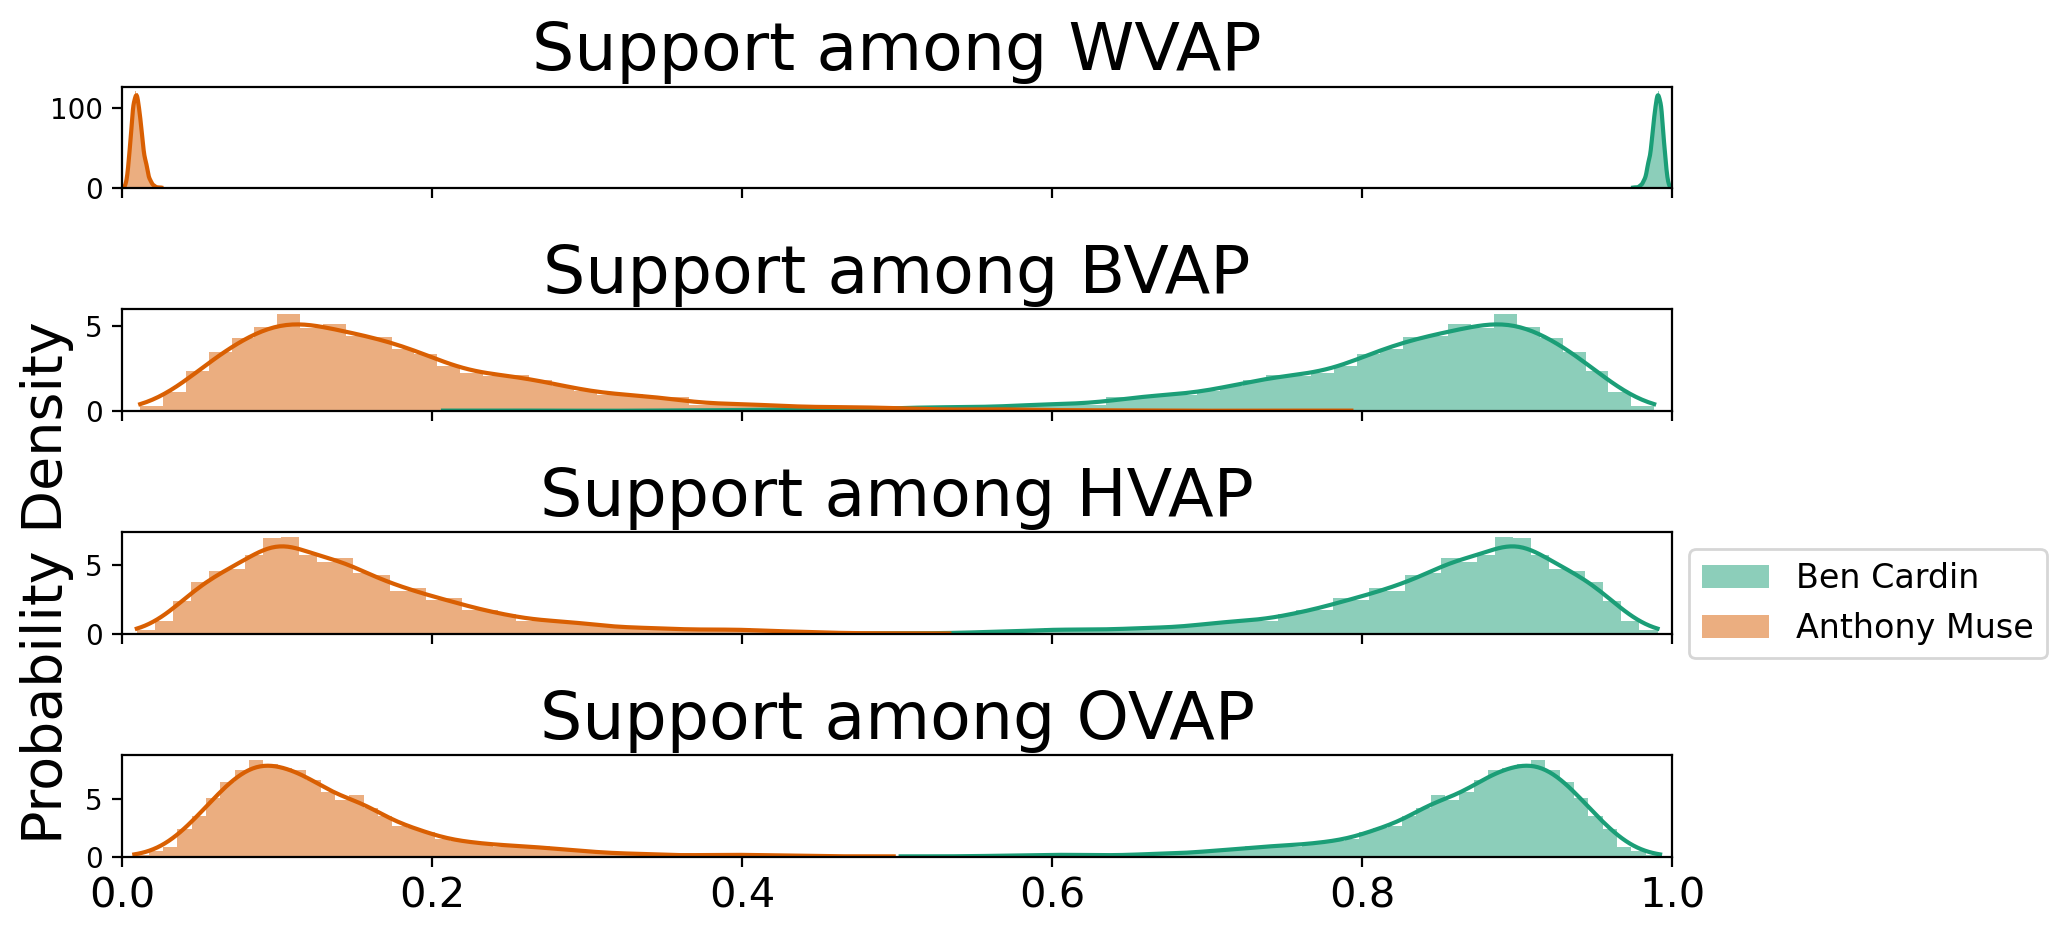 Support among WVAP
100
0
Support among BVAP
5
0
Support among HVAP
5
0
Support among OVAP
5
0
0.0 0.2 0.4 0.6 0.8 1.0
Probability Density
Ben Cardin
Anthony Muse